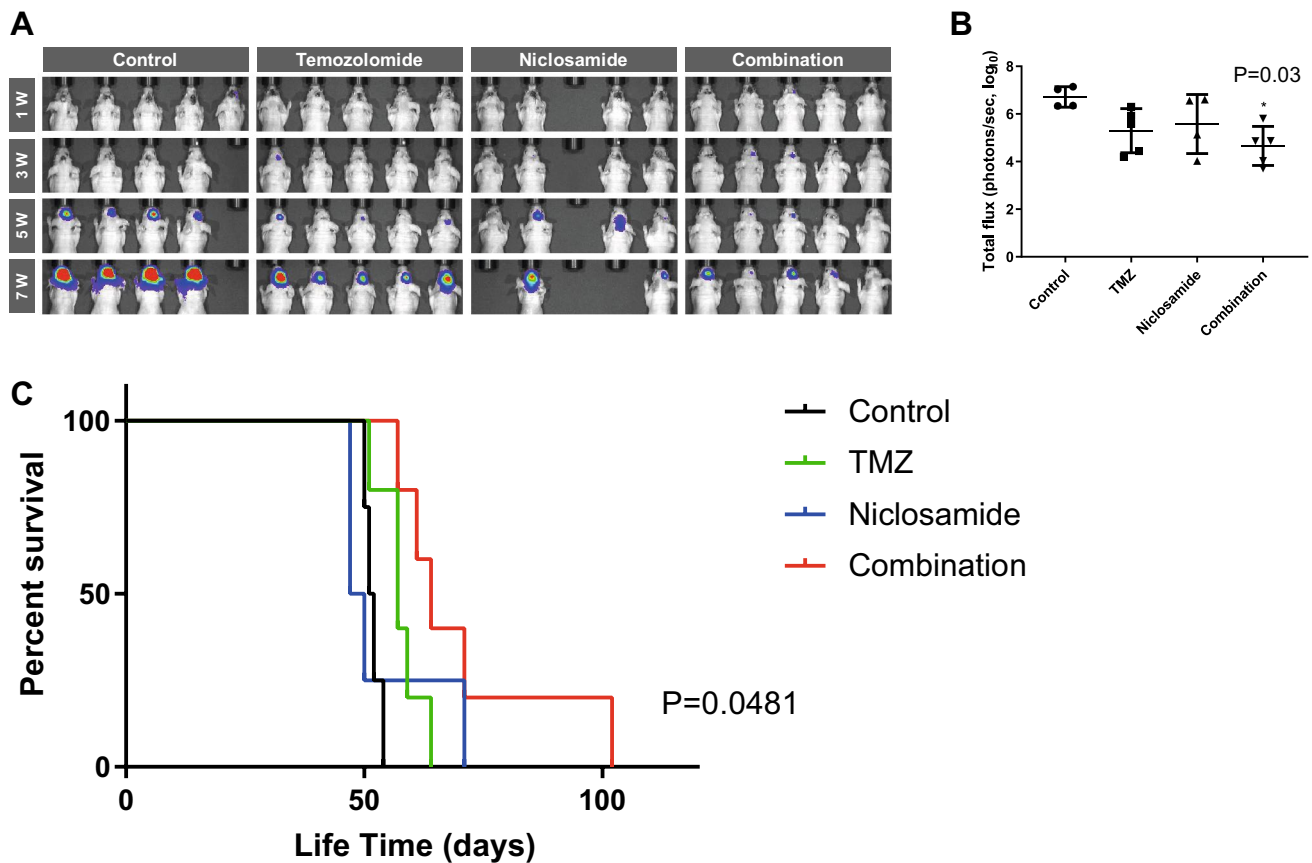 A
Control Temozolomide Niclosamide Combination
1 W
3 W
5 W
7 W
B
Total flux (photons/sec, log10)
8
6
4
2
0
P=0.03
*
Control TMZ Niclosamide Combination
C
Percent survival
100
50
0
0 50 100
Life Time (days)
P=0.0481
Control
TMZ
Niclosamide
Combination